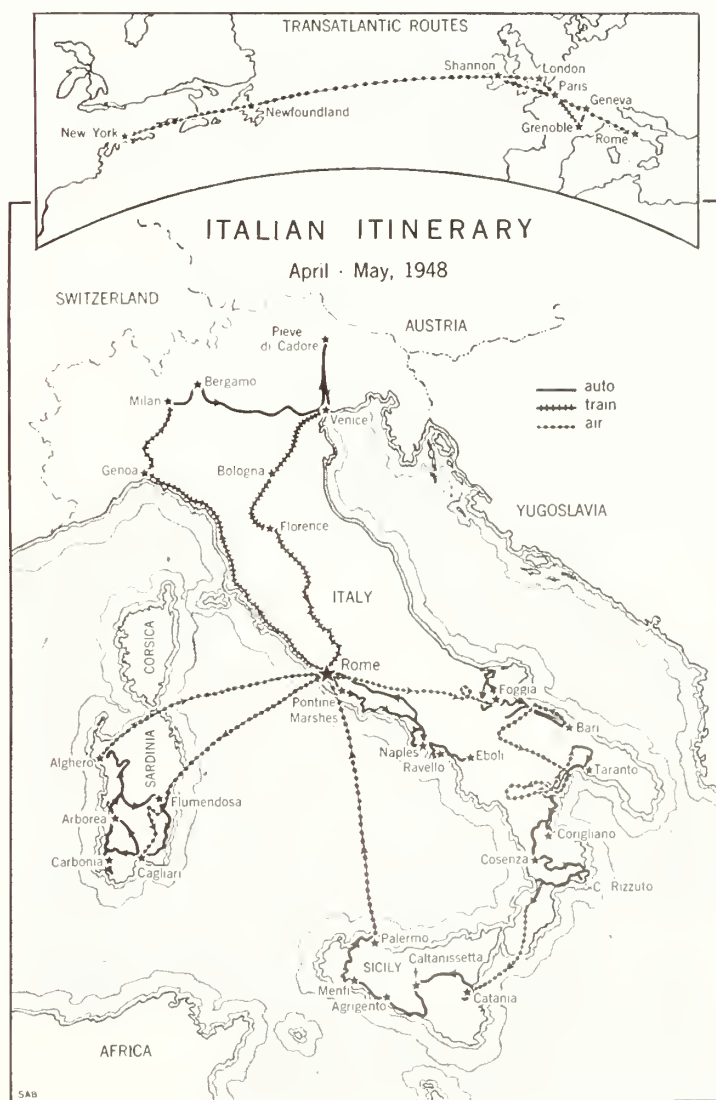 TRANSATLANTIC ROUTES
Shannon
London
Paris
Geneva
Newfoundland
New York
Grenoble
Rome
ITALIAN ITINERARY
April · May, 1948
SWITZERLAND
AUSTRIA
Pieve
di Cadore
Bergamo
Milan
Venice
auto
train
air
Genoa
Bologna
YUGOSLAVIA
Florence
ITALY
CORSICA
Rome
Pontine
Marshes
Foggia
Bari
SARDINIA
Alghero
Naples
Ravello
Eboli
Taranto
Flumendosa
Arborea
Corigliano
Carbonia
Cagliari
Cosenza
C. Rizzuto
Palermo
SICILY
Caltanissetta
Menfi
Agrigento
Catania
AFRICA
SAB